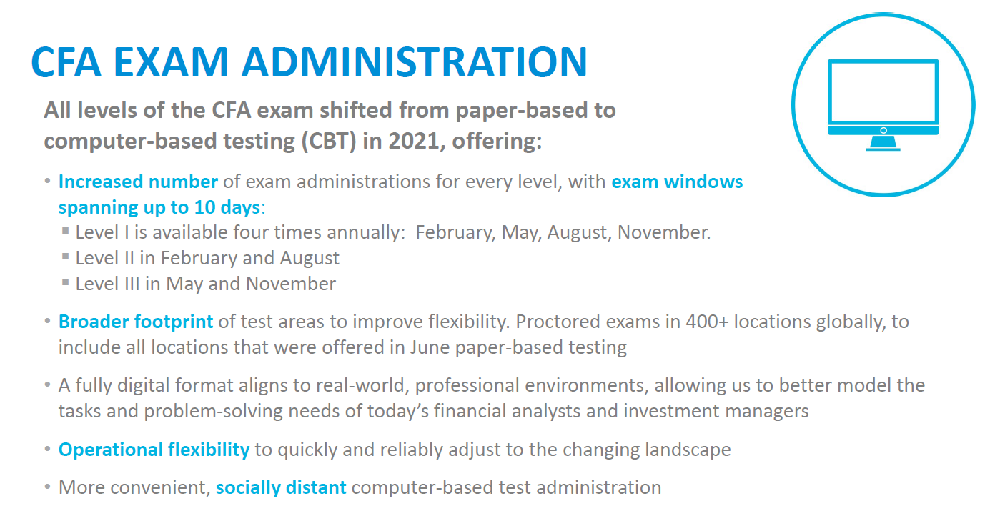 CFA EXAM ADMINISTRATION
All levels of the CFA exam shifted from paper-based to
computer-based testing (CBT) in 2021, offering:
• Increased number of exam administrations for every level, with exam windows
spanning up to 10 days:
▪ Level I is available four times annually:  February, May, August, November.
▪ Level II in February and August
▪ Level III in May and November
• Broader footprint of test areas to improve flexibility. Proctored exams in 400+ locations globally, to
include all locations that were offered in June paper-based testing
• A fully digital format aligns to real-world, professional environments, allowing us to better model the
tasks and problem-solving needs of today’s financial analysts and investment managers
• Operational flexibility to quickly and reliably adjust to the changing landscape
• More convenient, socially distant computer-based test administration